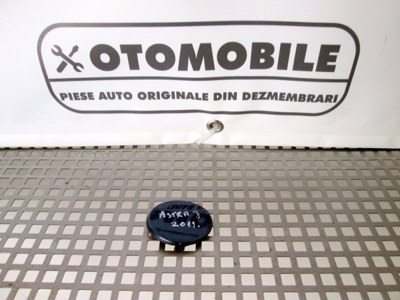 OTOMOBILE
PIESE AUTO ORIGINALE DIN DEZMEMBRARI
ASTRA J
2011.